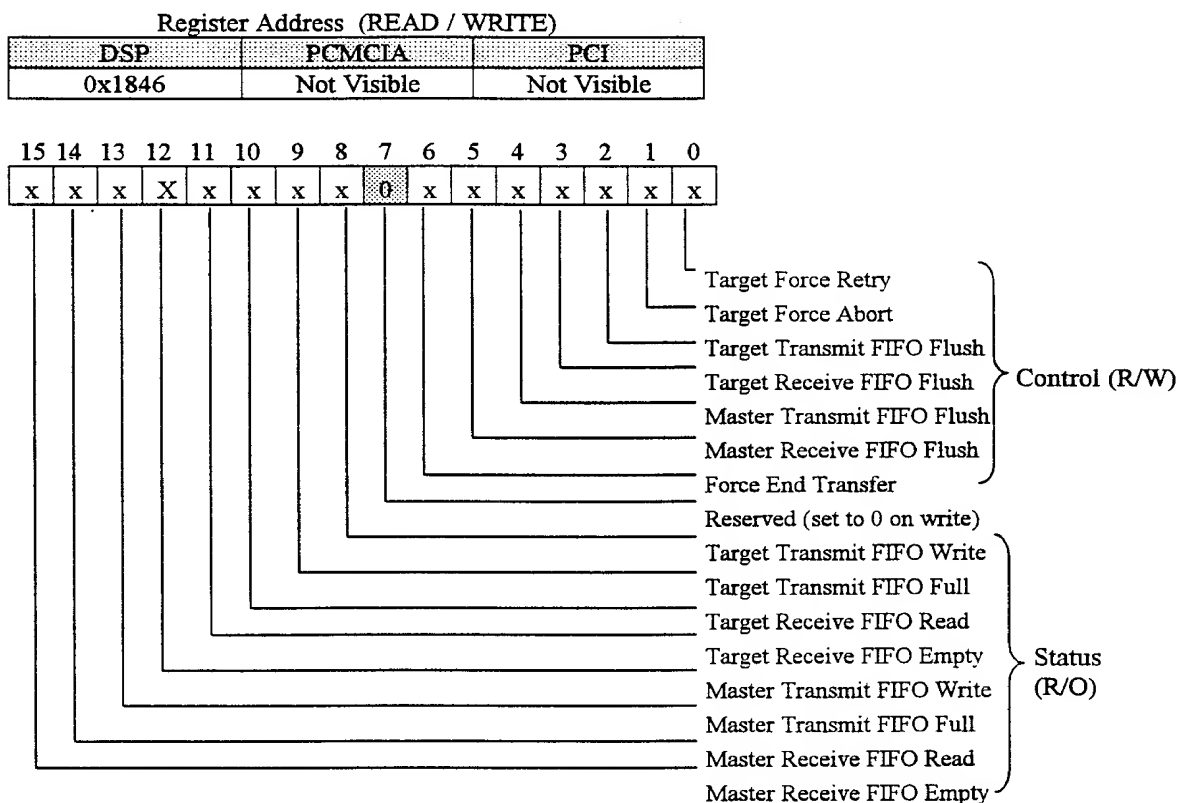 Register Address (READ / WRITE)
DSP PCMCIA PCI
0x1846 Not Visible Not Visible
15 14 13 12 11 10 9 8 7 6 5 4 3 2 1 0
x x x X x x x x 0 x x x x x x x
Target Force Retry
Target Force Abort
Target Transmit FIFO Flush
Target Receive FIFO Flush
Control (R/W)
Master Transmit FIFO Flush
Master Receive FIFO Flush
Force End Transfer
Reserved (set to 0 on write)
Target Transmit FIFO Write
Target Transmit FIFO Full
Target Receive FIFO Read
Target Receive FIFO Empty
Status
(R/O)
Master Transmit FIFO Write
Master Transmit FIFO Full
Master Receive FIFO Read
Master Receive FIFO Empty